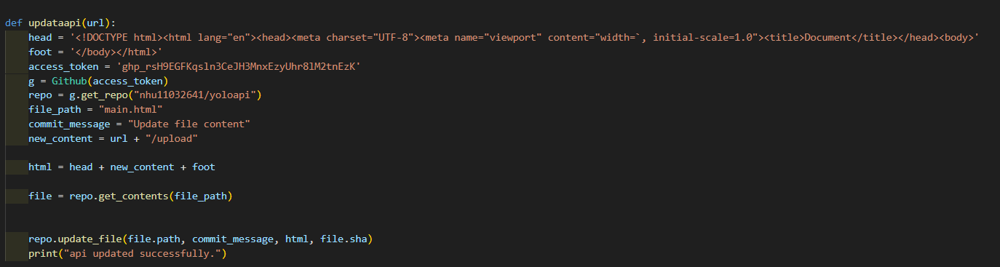 def updataapi(url):
head = '<!DOCTYPE html><html lang="en"><head><meta charset="UTF-8"><meta name="viewport" content="width=`, initial-scale=1.0"><title>Document</title></head><body>'
foot = '</body></html>'
access_token = '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'
g = Github(access_token)
repo = g.get_repo("nhu11032641/yoloapi")
file_path = "main.html"
commit_message = "Update file content"
new_content = url + "/upload"
html = head + new_content + foot
file = repo.get_contents(file_path)
repo.update_file(file.path, commit_message, html, file.sha)
print("api updated successfully.")